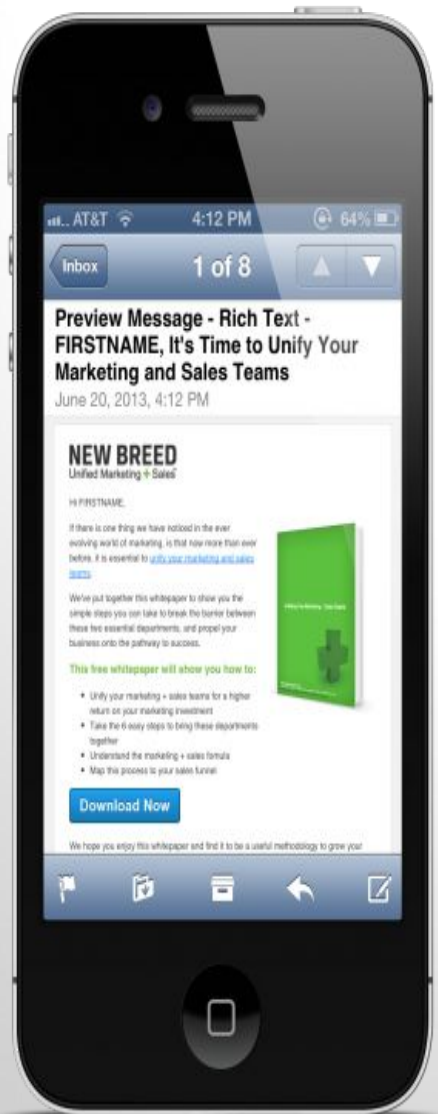 AT&T 4:12 PM 64%
Inbox 1 of 8
Preview Message - Rich Text -
FIRSTNAME, It's Time to Unify Your
Marketing and Sales Teams
June 20, 2013, 4:12 PM
NEW BREED
Unified Marketing + Sales
Hi FIRSTNAME,
If there is one thing we have noticed in the ever
evolving world of marketing, is that now more than ever
before, it is essential to unify your marketing and sales
teams.
We've put together this whitepaper to show you the
simple steps you can take to break the barrier between
these two essential departments, and propel your
business onto the pathway to success.
This free whitepaper will show you how to:
• Unify your marketing + sales teams for a higher
return on your marketing investment
• Take the 6 easy steps to bring these departments
together
• Understand the marketing + sales formula
• Map this process to your sales funnel
Download Now
We hope you enjoy this whitepaper and find it to be a useful methodology to grow your